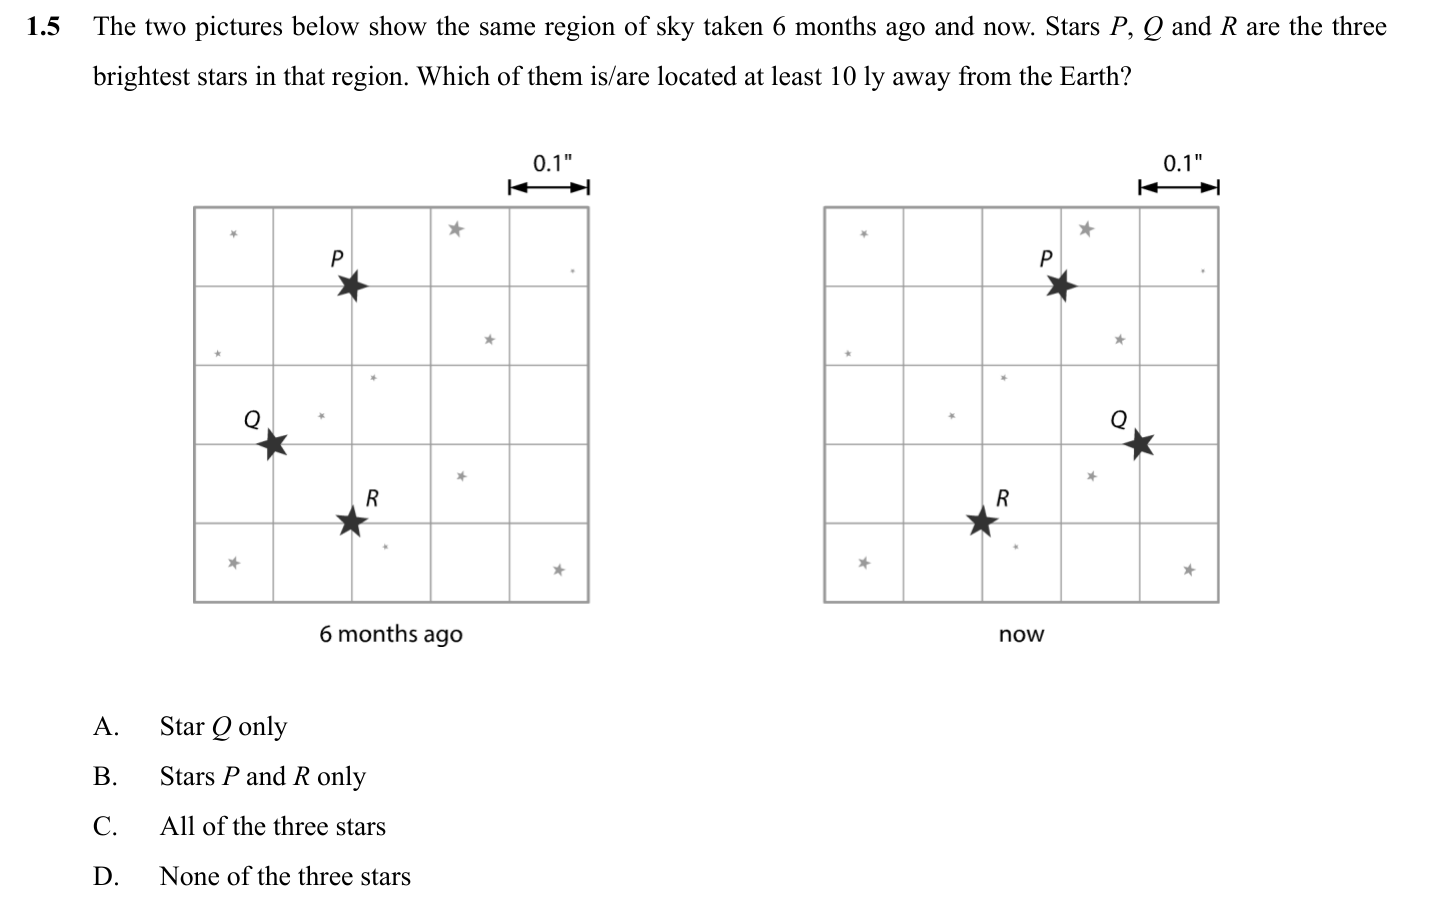 1.5 The two pictures below show the same region of sky taken 6 months ago and now. Stars P, Q and R are the three
brightest stars in that region. Which of them is/are located at least 10 ly away from the Earth?
0.1"
0.1"
P
P
Q
Q
R
R
6 months ago
now
A. Star Q only
B. Stars P and R only
C. All of the three stars
D. None of the three stars